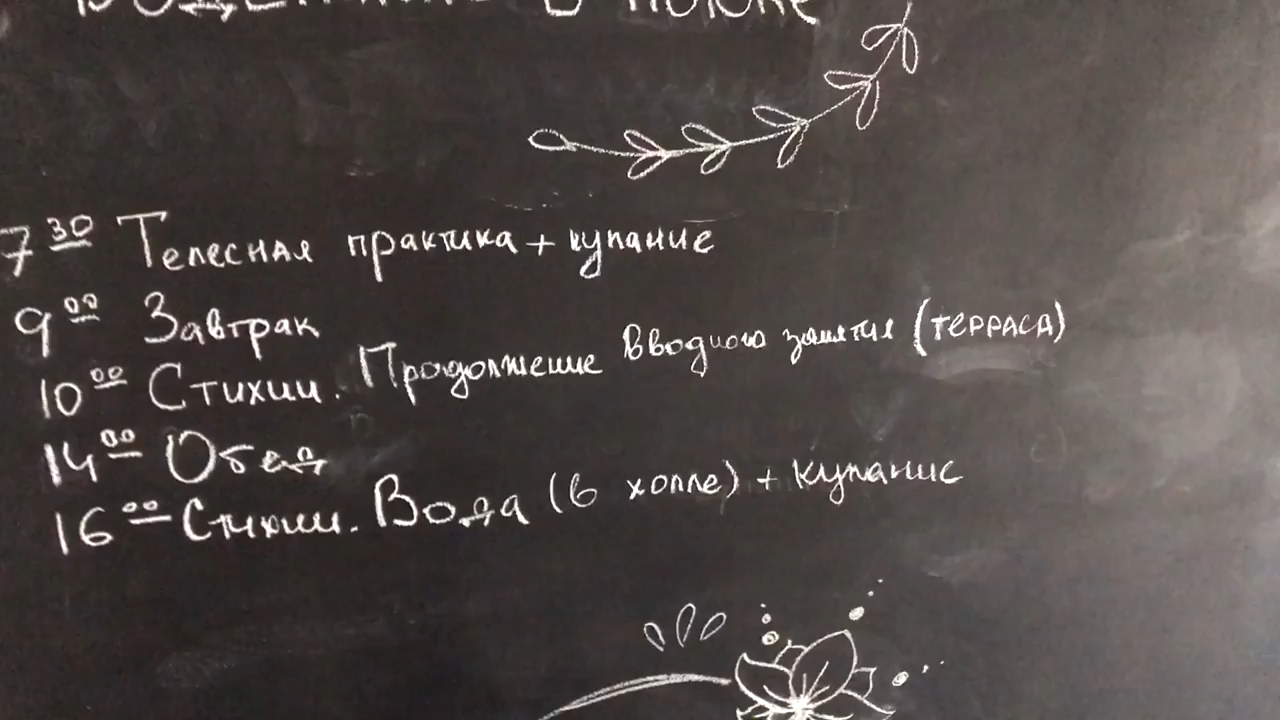 в потоке
7 30 Телесная практика + купание
9 00 Завтрак
10 00 Стихии. Продолжение вводного занятия (ТЕРРАСА)
14 00 Обед
16 00 Стихии. Вода (в холле) + купание